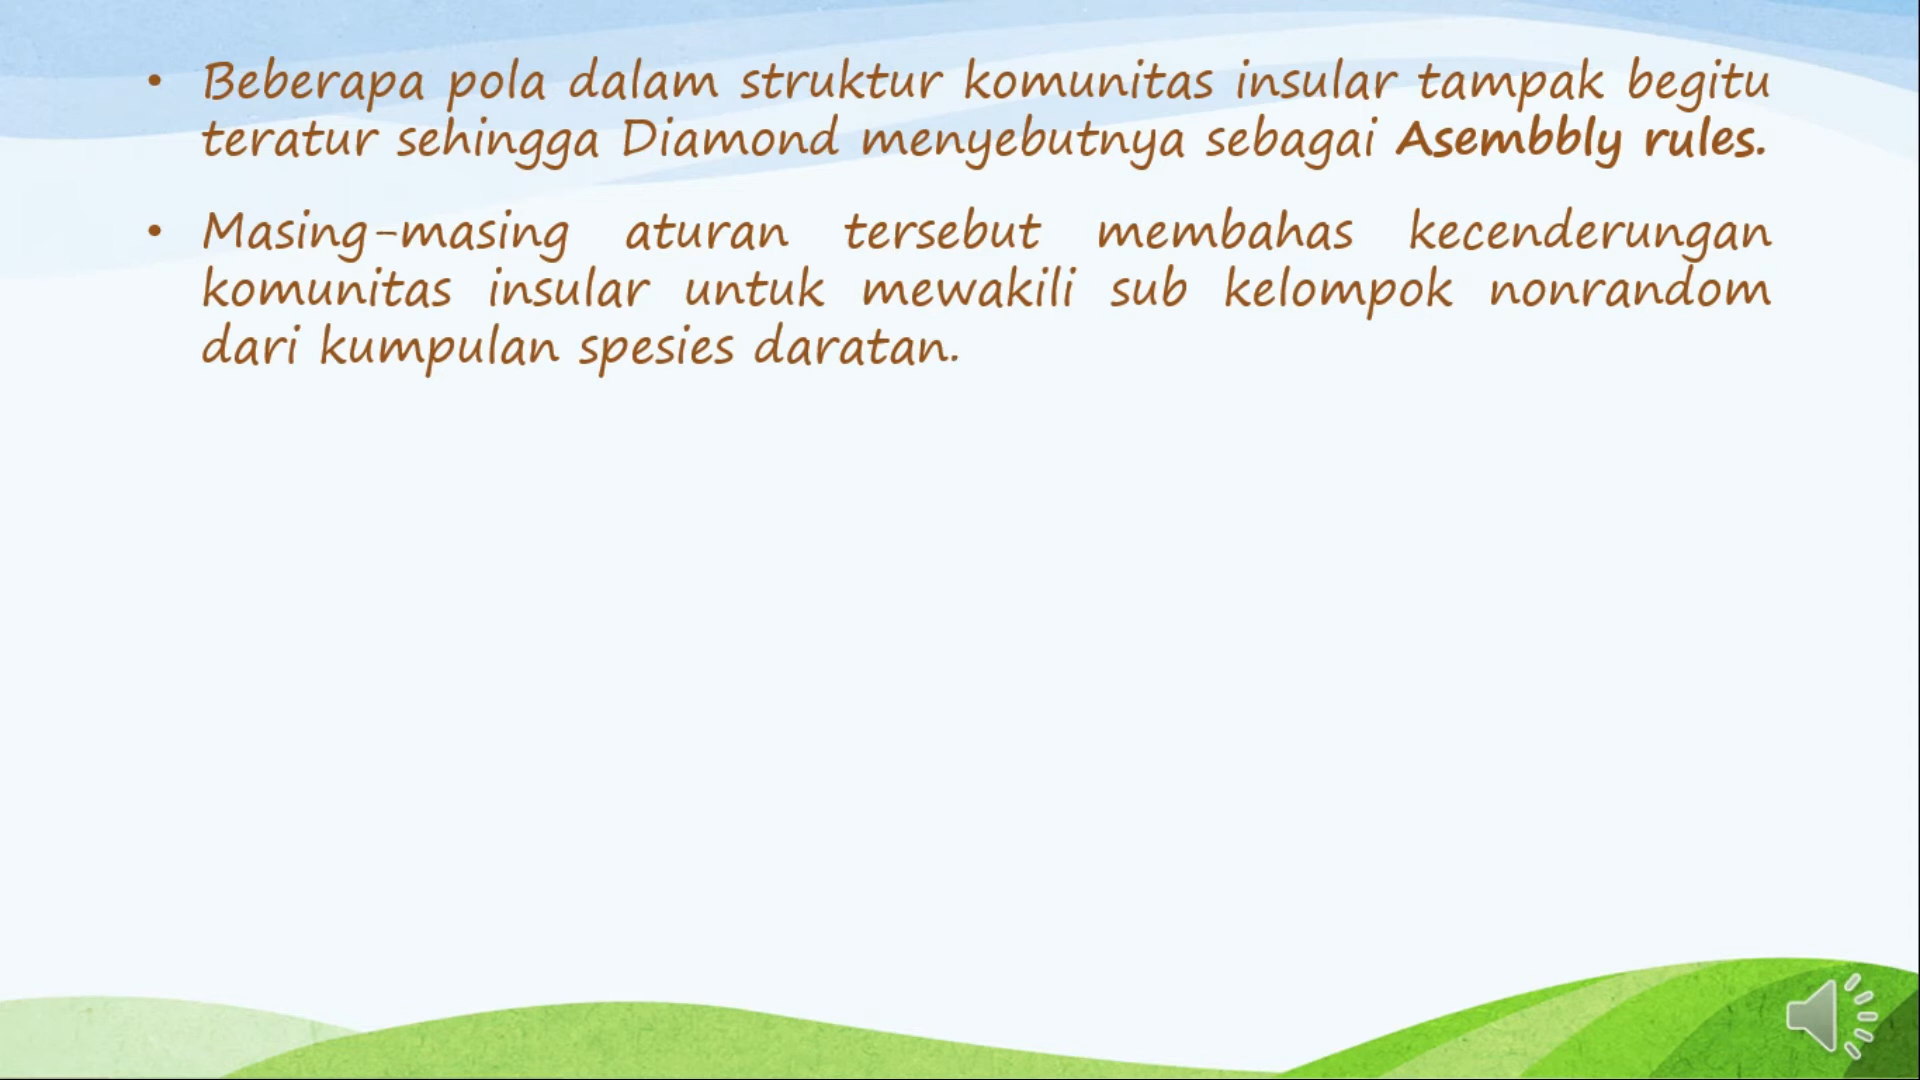 • Beberapa pola dalam struktur komunitas insular tampak begitu
teratur sehingga Diamond menyebutnya sebagai Asembbly rules.
• Masing-masing aturan tersebut membahas kecenderungan
komunitas insular untuk mewakili sub kelompok nonrandom
dari kumpulan spesies daratan.